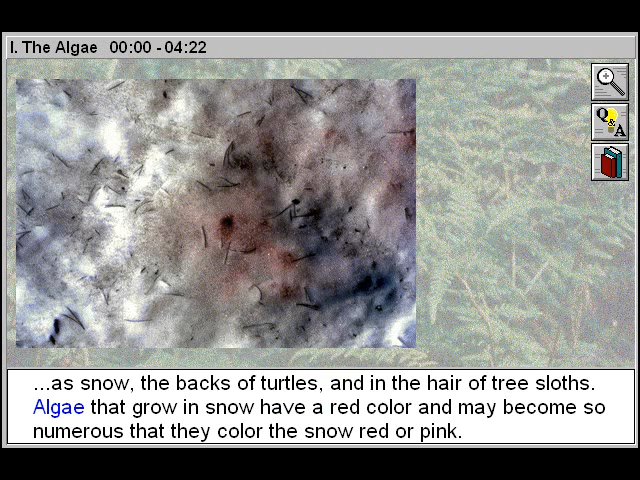 I. The Algae 00:00 - 04:22
Q
&
A
...as snow, the backs of turtles, and in the hair of tree sloths.
Algae that grow in snow have a red color and may become so
numerous that they color the snow red or pink.